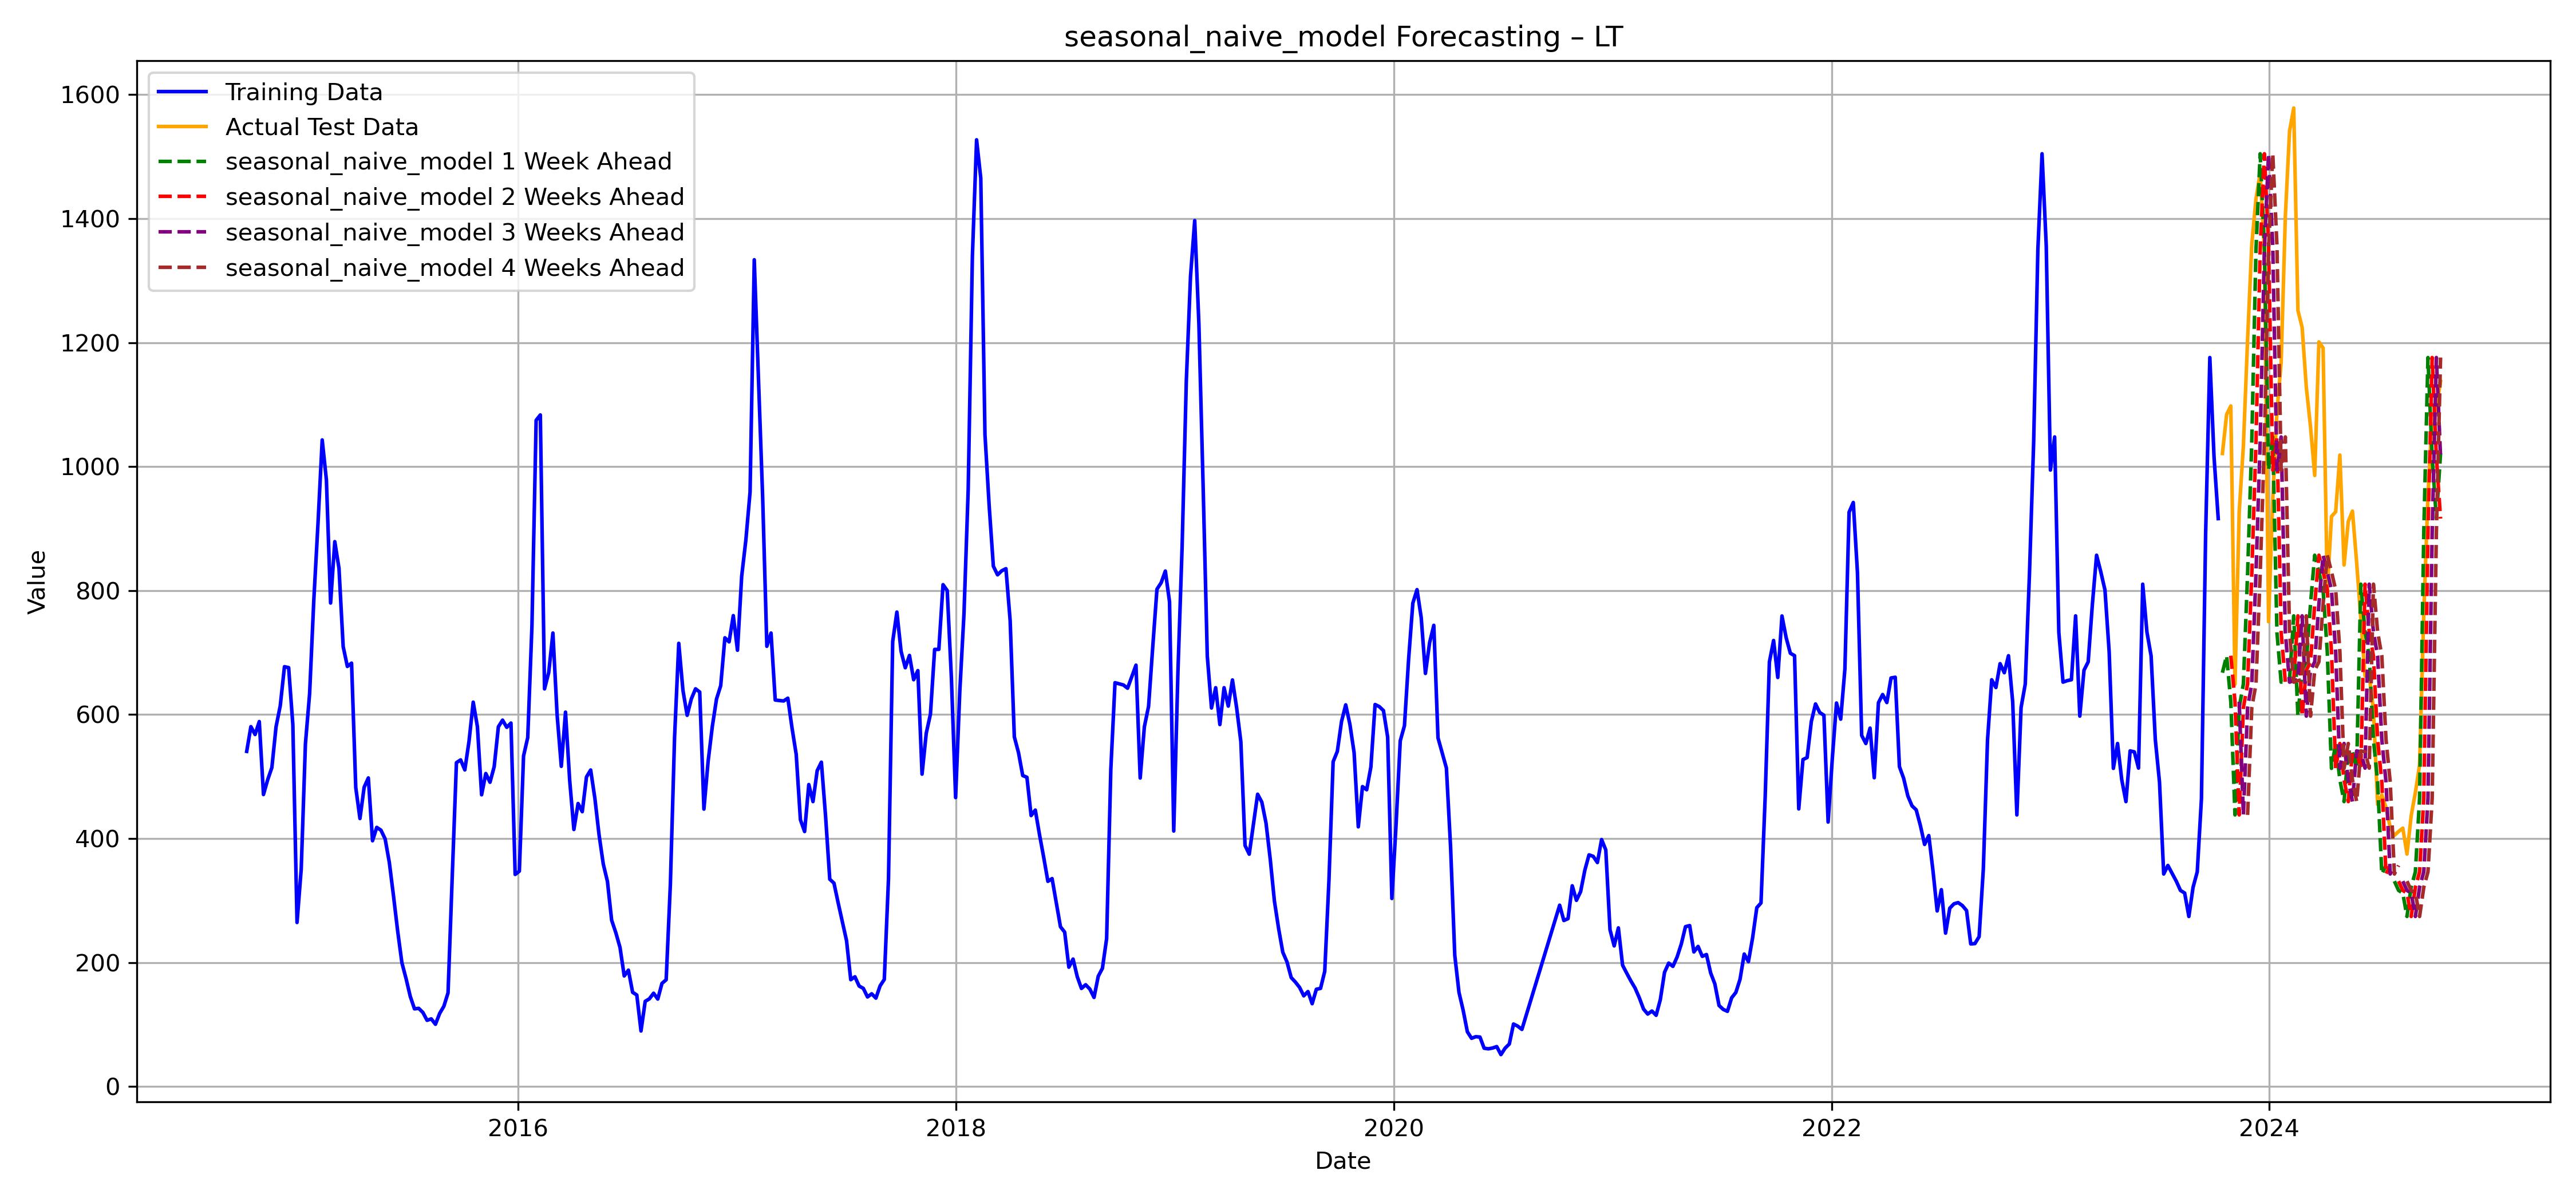 seasonal_naive_model Forecasting – LT
Training Data
Actual Test Data
seasonal_naive_model 1 Week Ahead
seasonal_naive_model 2 Weeks Ahead
seasonal_naive_model 3 Weeks Ahead
seasonal_naive_model 4 Weeks Ahead
1600
1400
1200
1000
800
600
400
200
0
Value
2016
2018
2020
2022
2024
Date